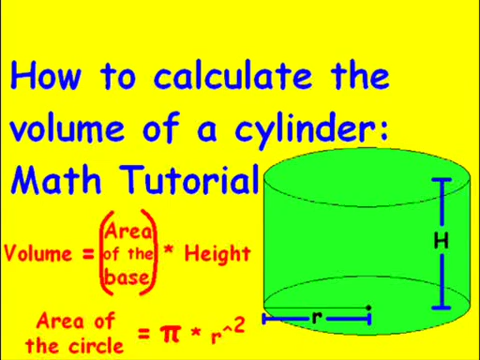 How to calculate the
volume of a cylinder:
Math Tutorial
Volume = (Area of the base) * Height
Area of the circle = π * r^2
H
r